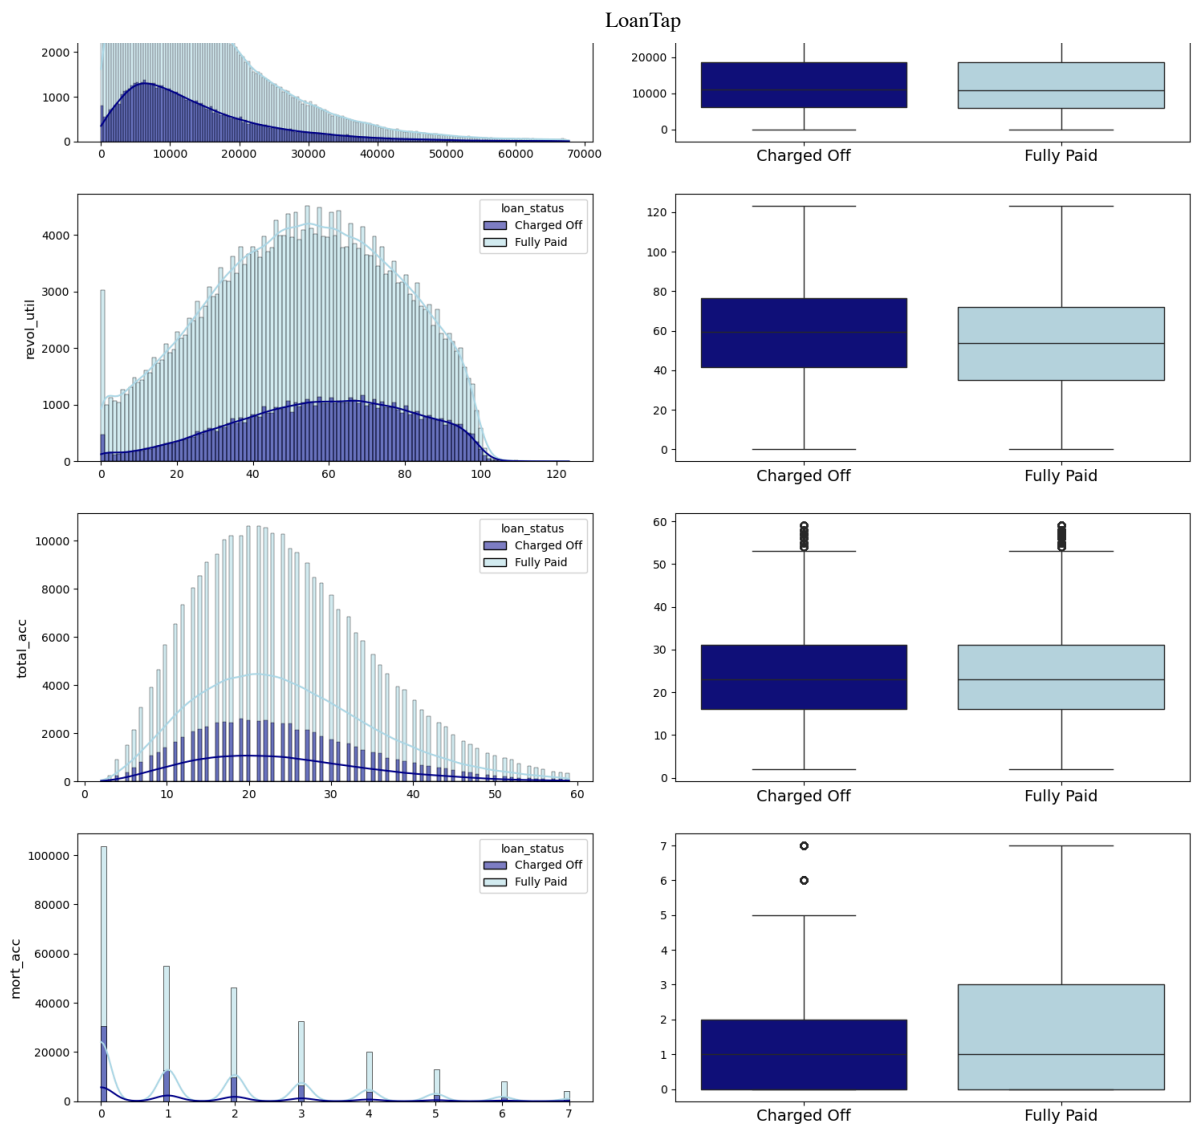 LoanTap
2000
1000
0
0 10000 20000 30000 40000 50000 60000 70000
20000
10000
0
Charged Off Fully Paid
revol_util
4000
3000
2000
1000
0
0 20 40 60 80 100 120
loan_status
Charged Off
Fully Paid
120
100
80
60
40
20
0
Charged Off Fully Paid
total_acc
10000
8000
6000
4000
2000
0
0 10 20 30 40 50 60
loan_status
Charged Off
Fully Paid
60
50
40
30
20
10
0
Charged Off Fully Paid
mort_acc
100000
80000
60000
40000
20000
0
0 1 2 3 4 5 6 7
loan_status
Charged Off
Fully Paid
7
6
5
4
3
2
1
0
Charged Off Fully Paid